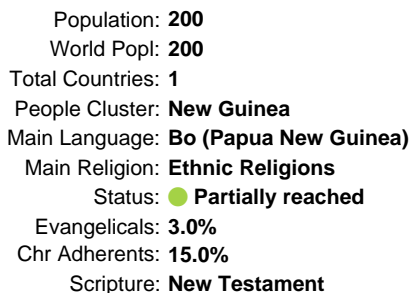 Population: 200
World Popl: 200
Total Countries: 1
People Cluster: New Guinea
Main Language: Bo (Papua New Guinea)
Main Religion: Ethnic Religions
Status: Partially reached
Evangelicals: 3.0%
Chr Adherents: 15.0%
Scripture: New Testament